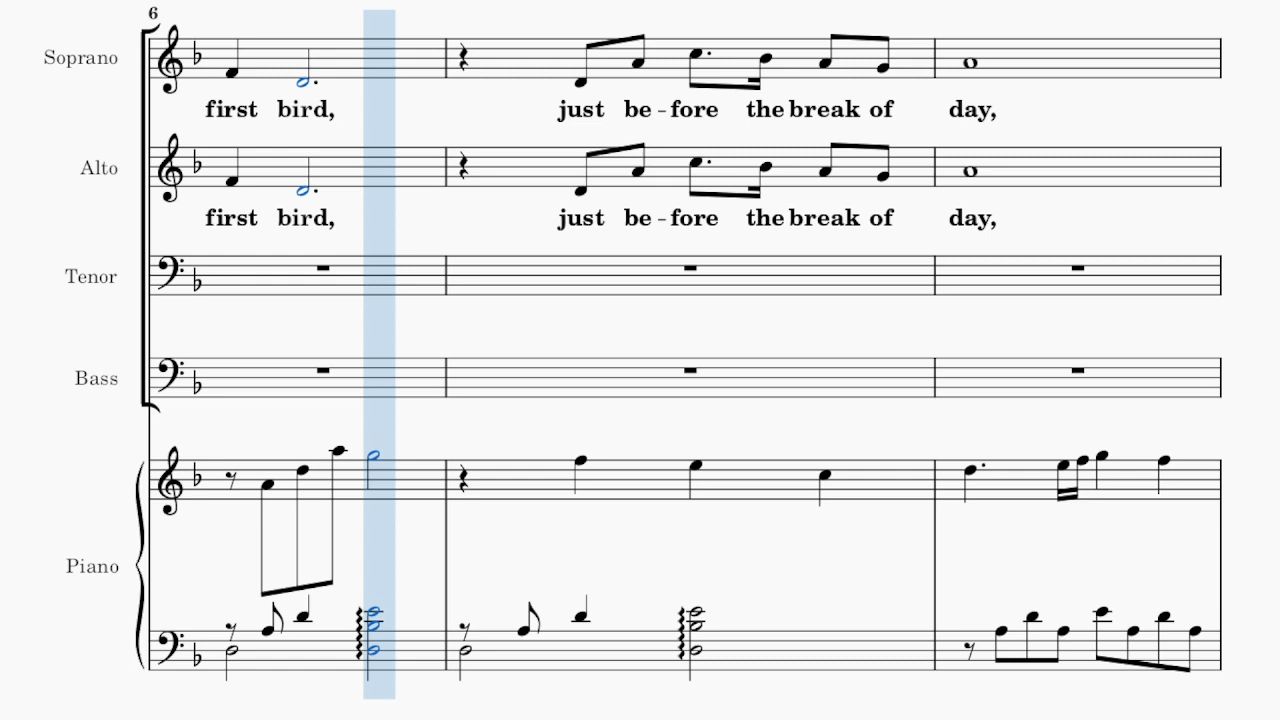 6
Soprano
first bird, just be - fore the break of day,
Alto
first bird, just be - fore the break of day,
Tenor
Bass
Piano